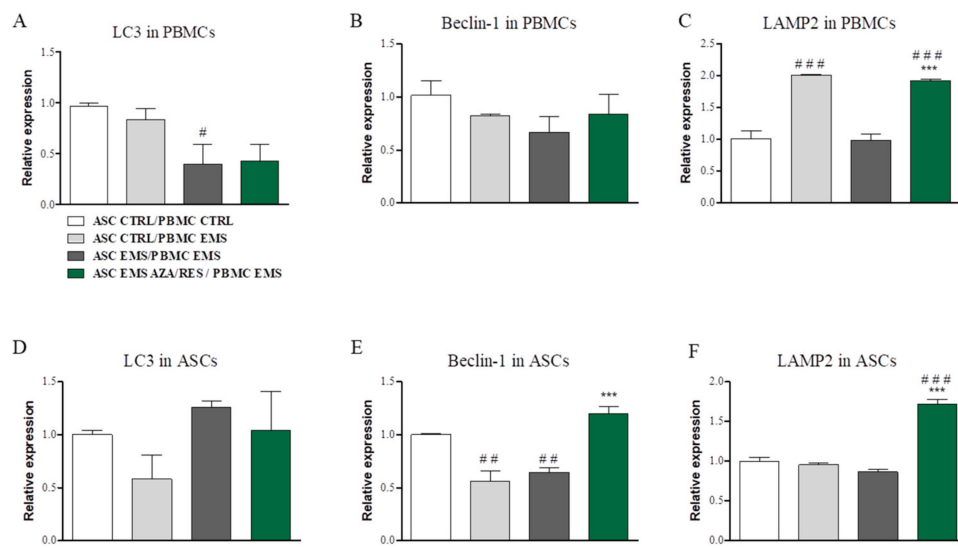 A
LC3 in PBMCs
Relative expression
1.5
1.0
0.5
0.0
#
B
Beclin-1 in PBMCs
Relative expression
1.5
1.0
0.5
0.0
C
LAMP2 in PBMCs
Relative expression
2.5
2.0
1.5
1.0
0.5
0.0
# # #
# # #
***
ASC CTRL/PBMC CTRL
ASC CTRL/PBMC EMS
ASC EMS/PBMC EMS
ASC EMS AZA/RES / PBMC EMS
D
LC3 in ASCs
Relative expression
1.5
1.0
0.5
0.0
E
Beclin-1 in ASCs
Relative expression
1.5
1.0
0.5
0.0
# #
# #
***
F
LAMP2 in ASCs
Relative expression
2.0
1.5
1.0
0.5
0.0
# # #
***